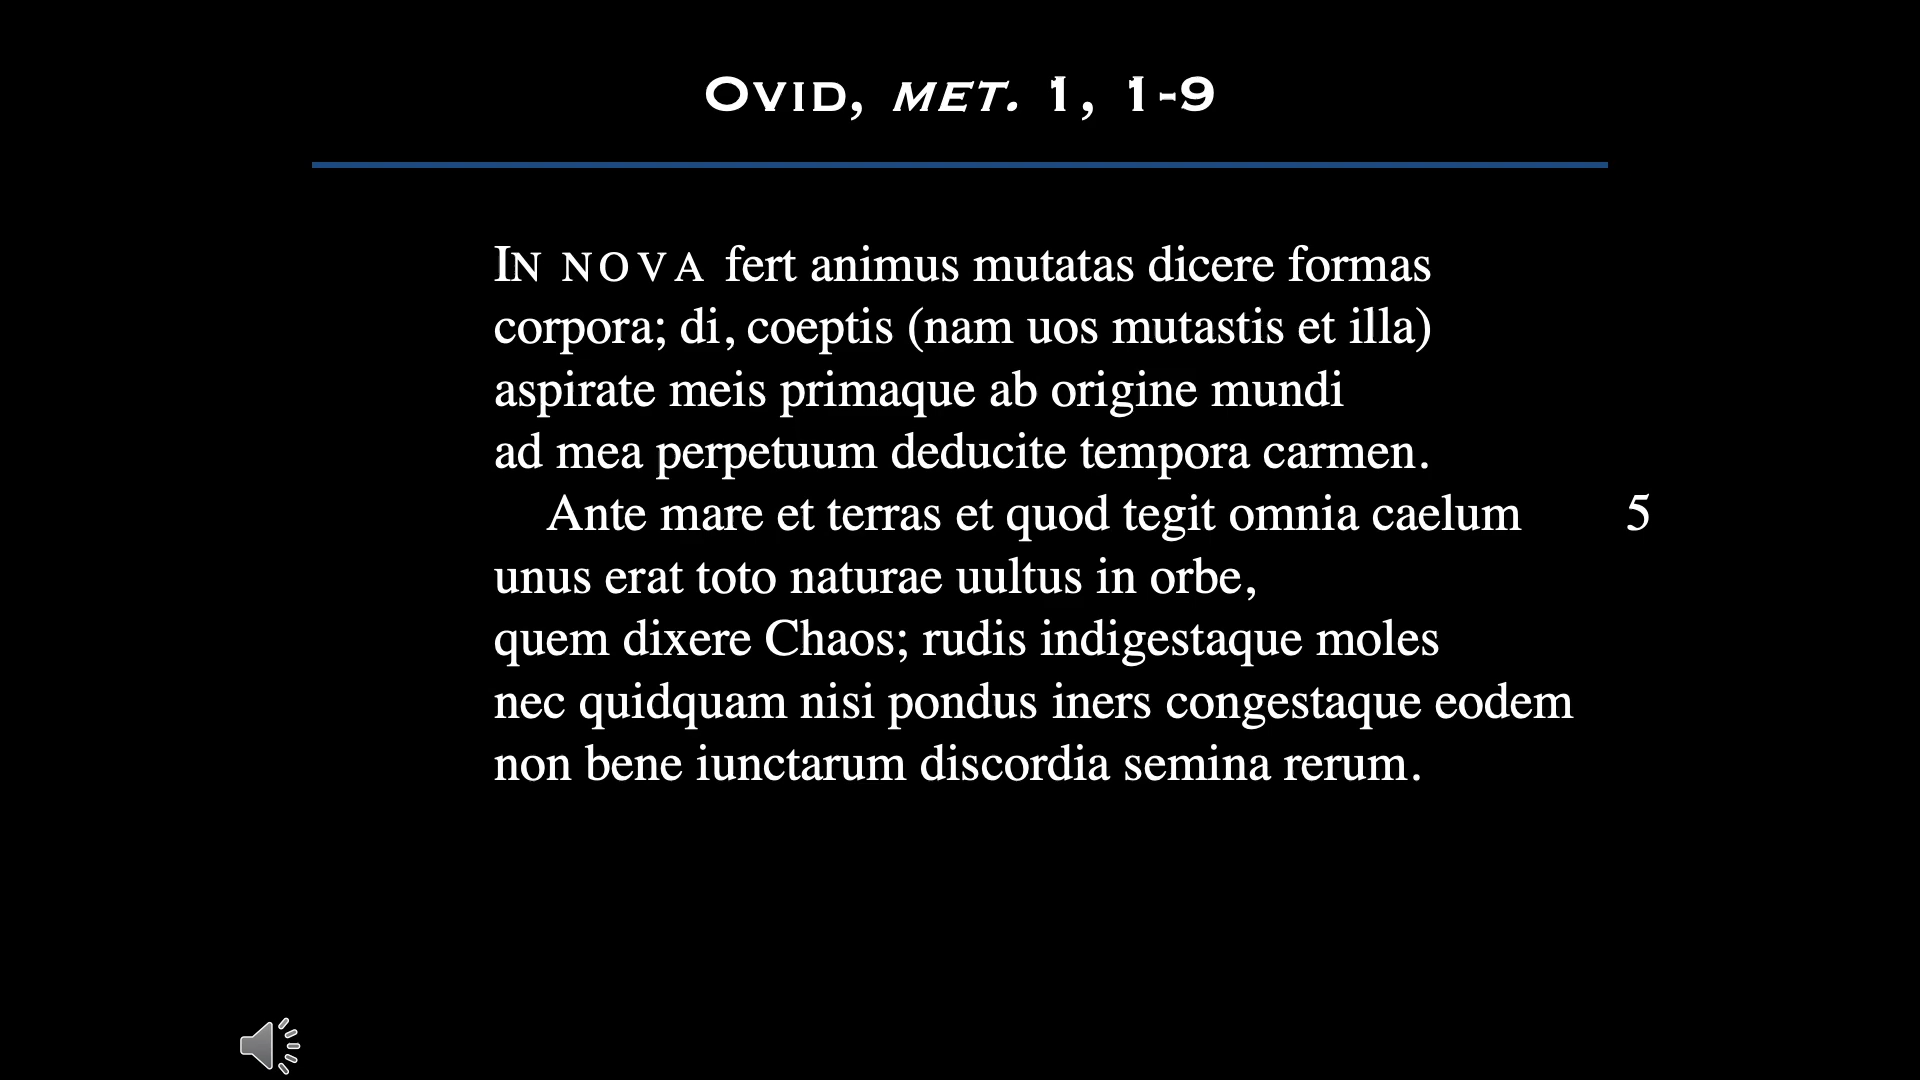 OVID, MET. 1, 1-9
IN NOVA fert animus mutatas dicere formas
corpora; di, coeptis (nam uos mutastis et illa)
aspirate meis primaque ab origine mundi
ad mea perpetuum deducite tempora carmen.
Ante mare et terras et quod tegit omnia caelum 5
unus erat toto naturae uultus in orbe,
quem dixere Chaos; rudis indigestaque moles
nec quidquam nisi pondus iners congestaque eodem
non bene iunctarum discordia semina rerum.